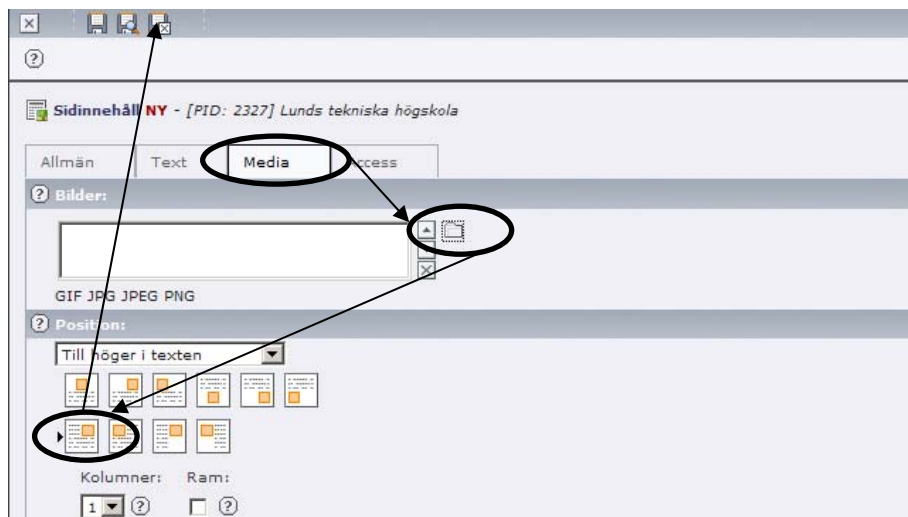 Sidinnehåll NY - [PID: 2327] Lunds tekniska högskola
Allmän Text Media Access
Bilder:
GIF JPG JPEG PNG
Position:
Till höger i texten
Kolumner: Ram:
1